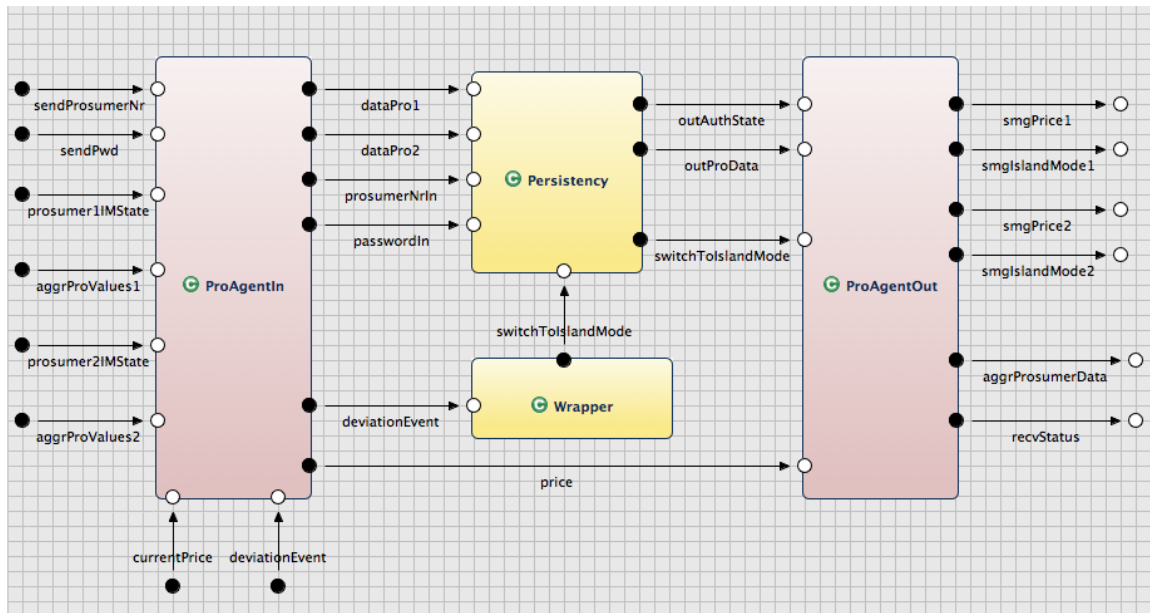 sendProsumerNr
sendPwd
prosumer1IMState
aggrProValues1
prosumer2IMState
aggrProValues2
currentPrice
deviationEvent
C ProAgentIn
dataPro1
dataPro2
prosumerNrIn
passwordIn
deviationEvent
price
C Persistency
switchToIslandMode
C Wrapper
outAuthState
outProData
switchToIslandMode
C ProAgentOut
smgPrice1
smgIslandMode1
smgPrice2
smgIslandMode2
aggrProsumerData
recvStatus